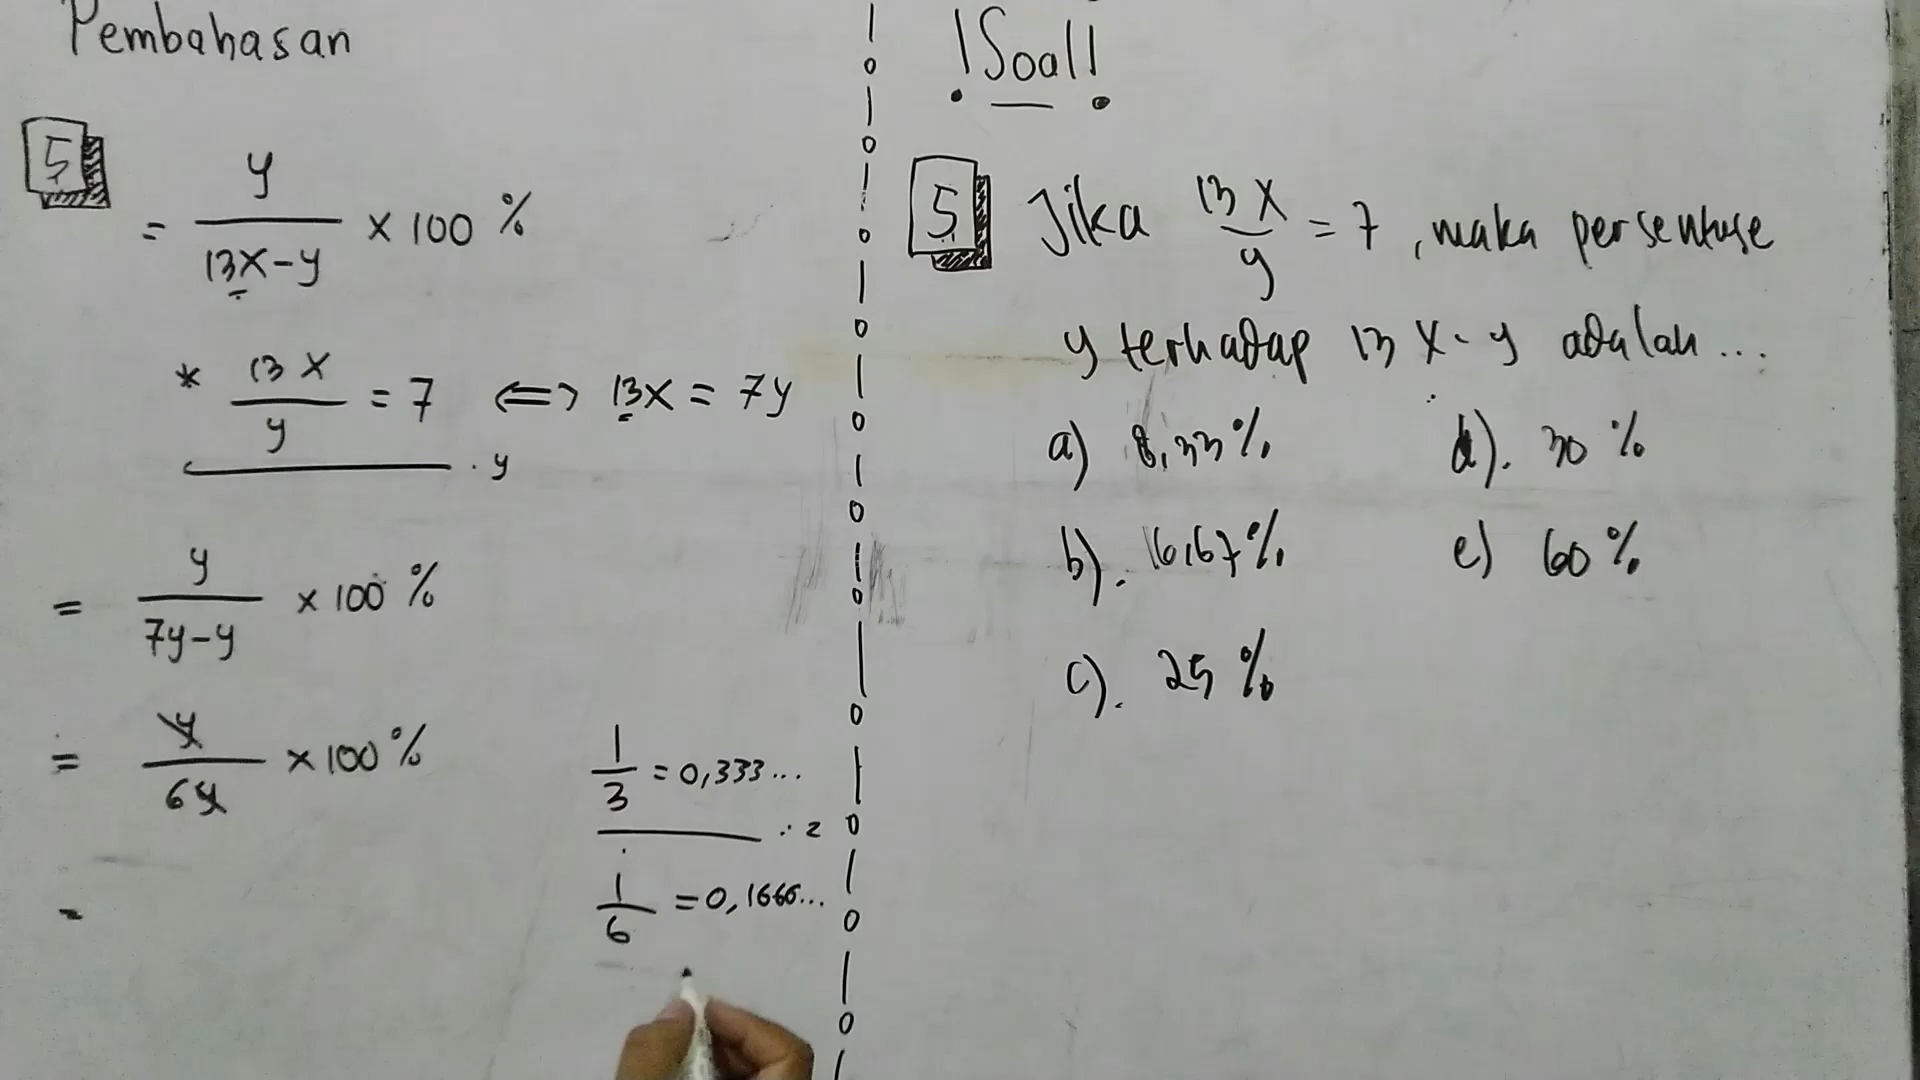 Pembahasan
5
= y / 13x-y × 100 %
* 13x / y = 7 ⟺ 13x = 7y
. y
= y / 7y-y × 100 %
= y / 6y × 100 %
=
1/3 = 0,333...
: 2
1/6 = 0,1666...
! Soal !
5 Jika 13x / y = 7 , maka persentase
y terhadap 13x-y adalah ...
a) 8,33%
b). 16,67%
c). 25 %
d). 30 %
e) 60 %